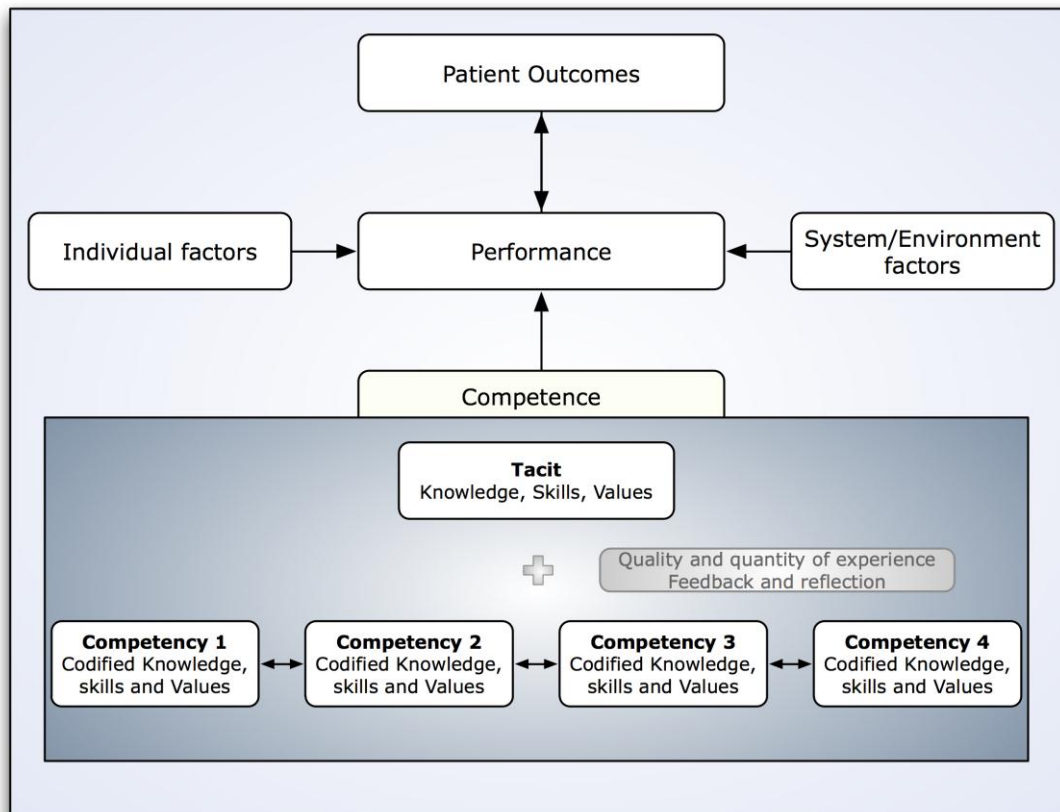 Patient Outcomes
Individual factors
Performance
System/Environment
factors
Competence
Tacit
Knowledge, Skills, Values
Quality and quantity of experience
Feedback and reflection
Competency 1
Codified Knowledge,
skills and Values
Competency 2
Codified Knowledge,
skills and Values
Competency 3
Codified Knowledge,
skills and Values
Competency 4
Codified Knowledge,
skills and Values